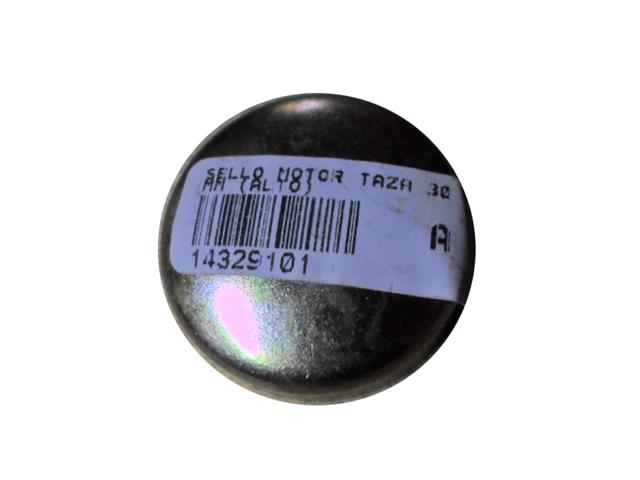 SELLO MOTOR TAZA 30
MM (ALTO)
A
14329101